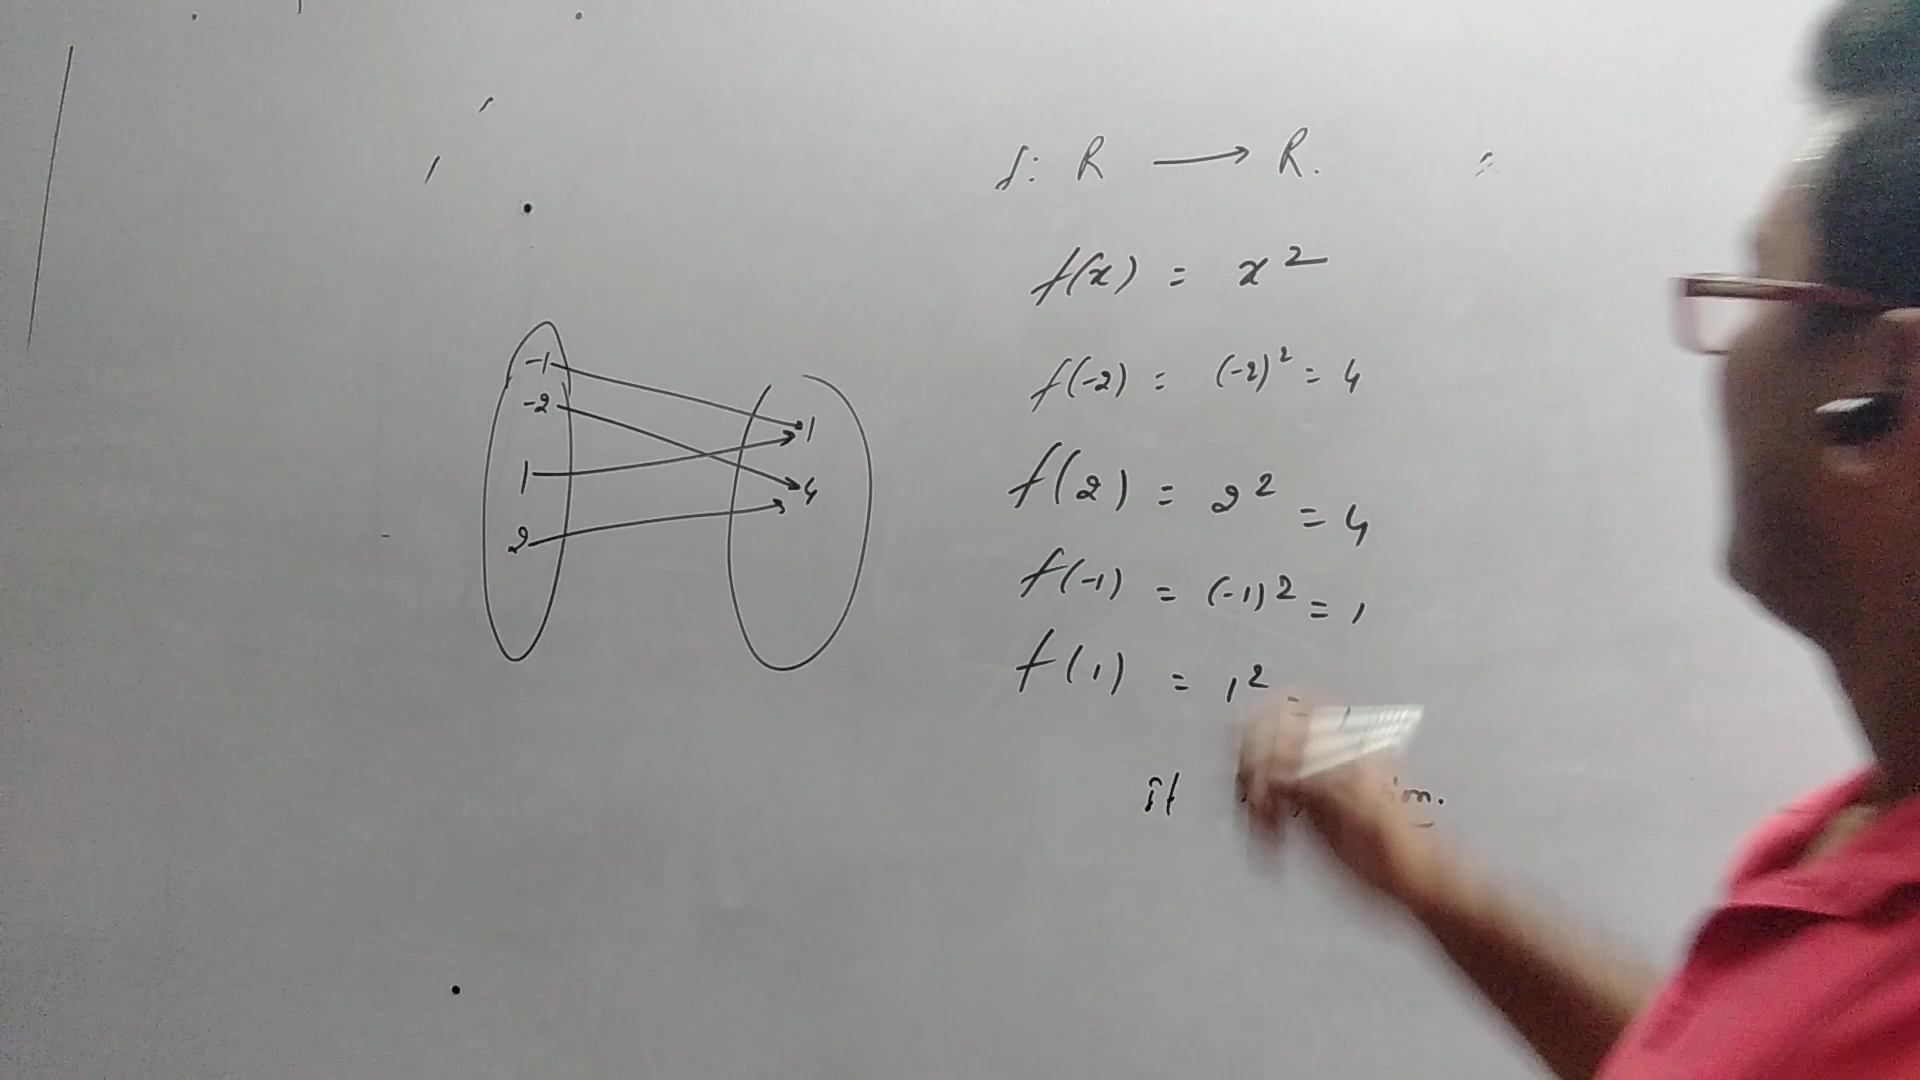 -1
-2
1
2
1
4
f: R → R.
f(x) = x²
f(-2) = (-2)² = 4
f(2) = 2² = 4
f(-1) = (-1)² = 1
f(1) = 1² =
it